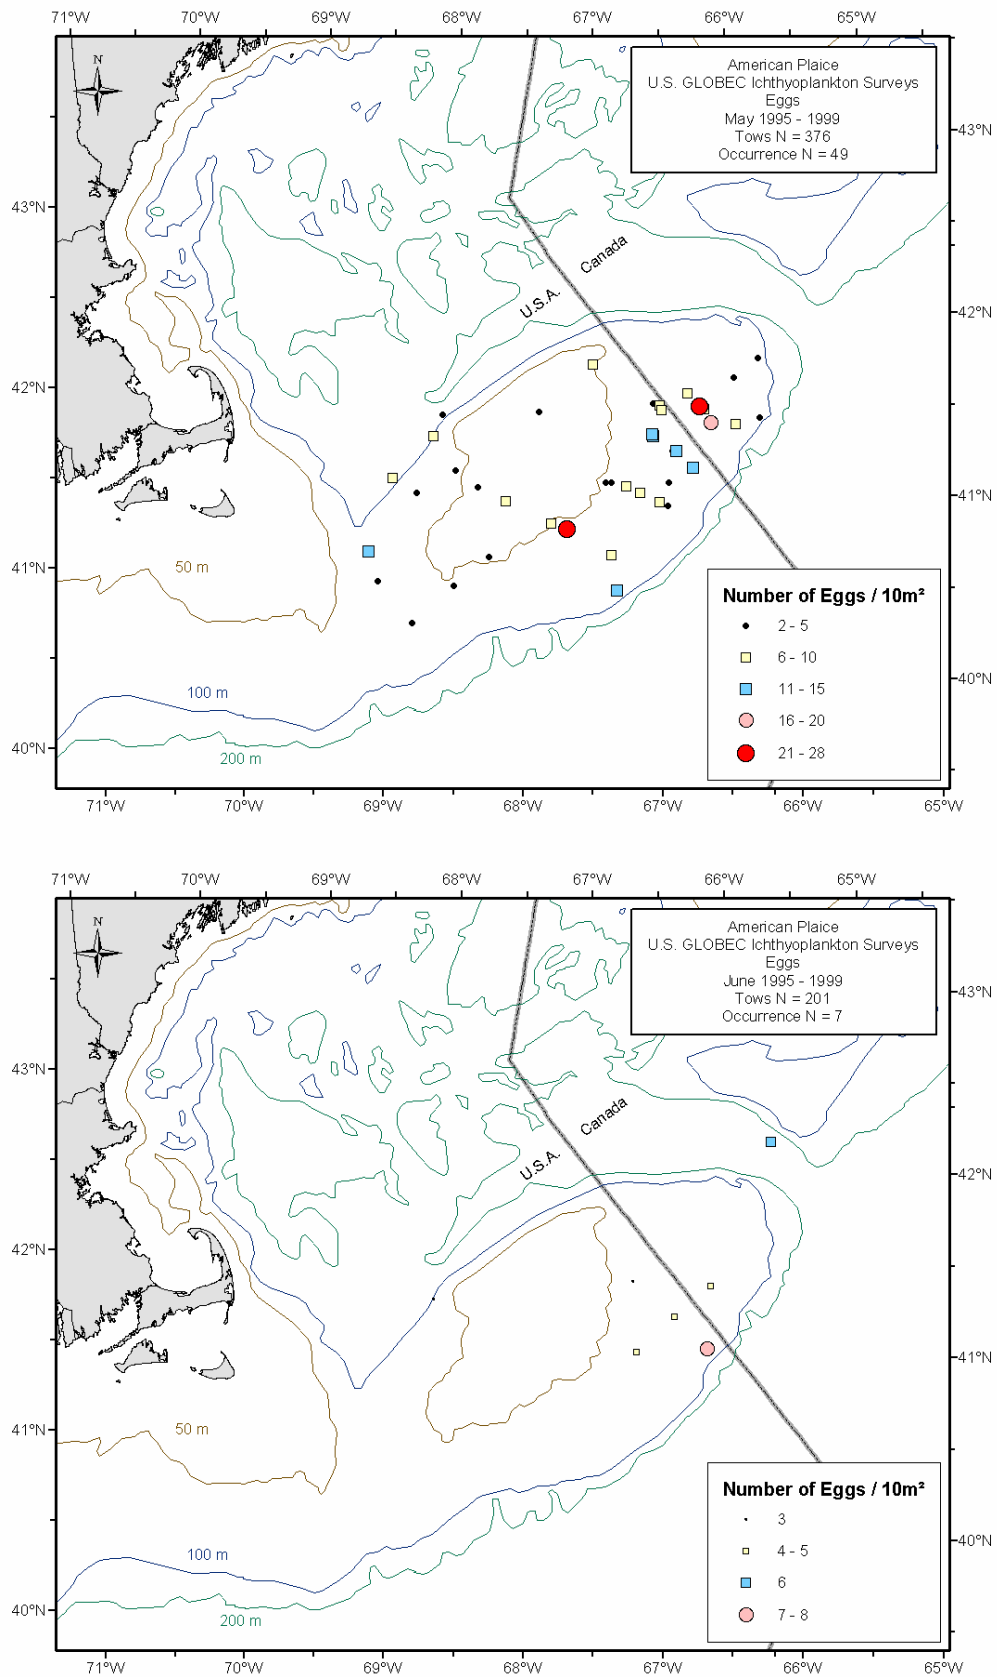 71°W 70°W 69°W 68°W 67°W 66°W 65°W
N
American Plaice
U.S. GLOBEC Ichthyoplankton Surveys
Eggs
May 1995 - 1999
Tows N = 376
Occurrence N = 49
43°N
43°N
Canada
U.S.A.
42°N
42°N
41°N
41°N
50 m
Number of Eggs / 10m²
2 - 5
6 - 10
11 - 15
16 - 20
21 - 28
40°N
100 m
40°N
200 m
71°W 70°W 69°W 68°W 67°W 66°W 65°W
71°W 70°W 69°W 68°W 67°W 66°W 65°W
N
American Plaice
U.S. GLOBEC Ichthyoplankton Surveys
Eggs
June 1995 - 1999
Tows N = 201
Occurrence N = 7
43°N
43°N
Canada
U.S.A.
42°N
42°N
41°N
41°N
50 m
Number of Eggs / 10m²
3
4 - 5
6
7 - 8
40°N
100 m
40°N
200 m
71°W 70°W 69°W 68°W 67°W 66°W 65°W